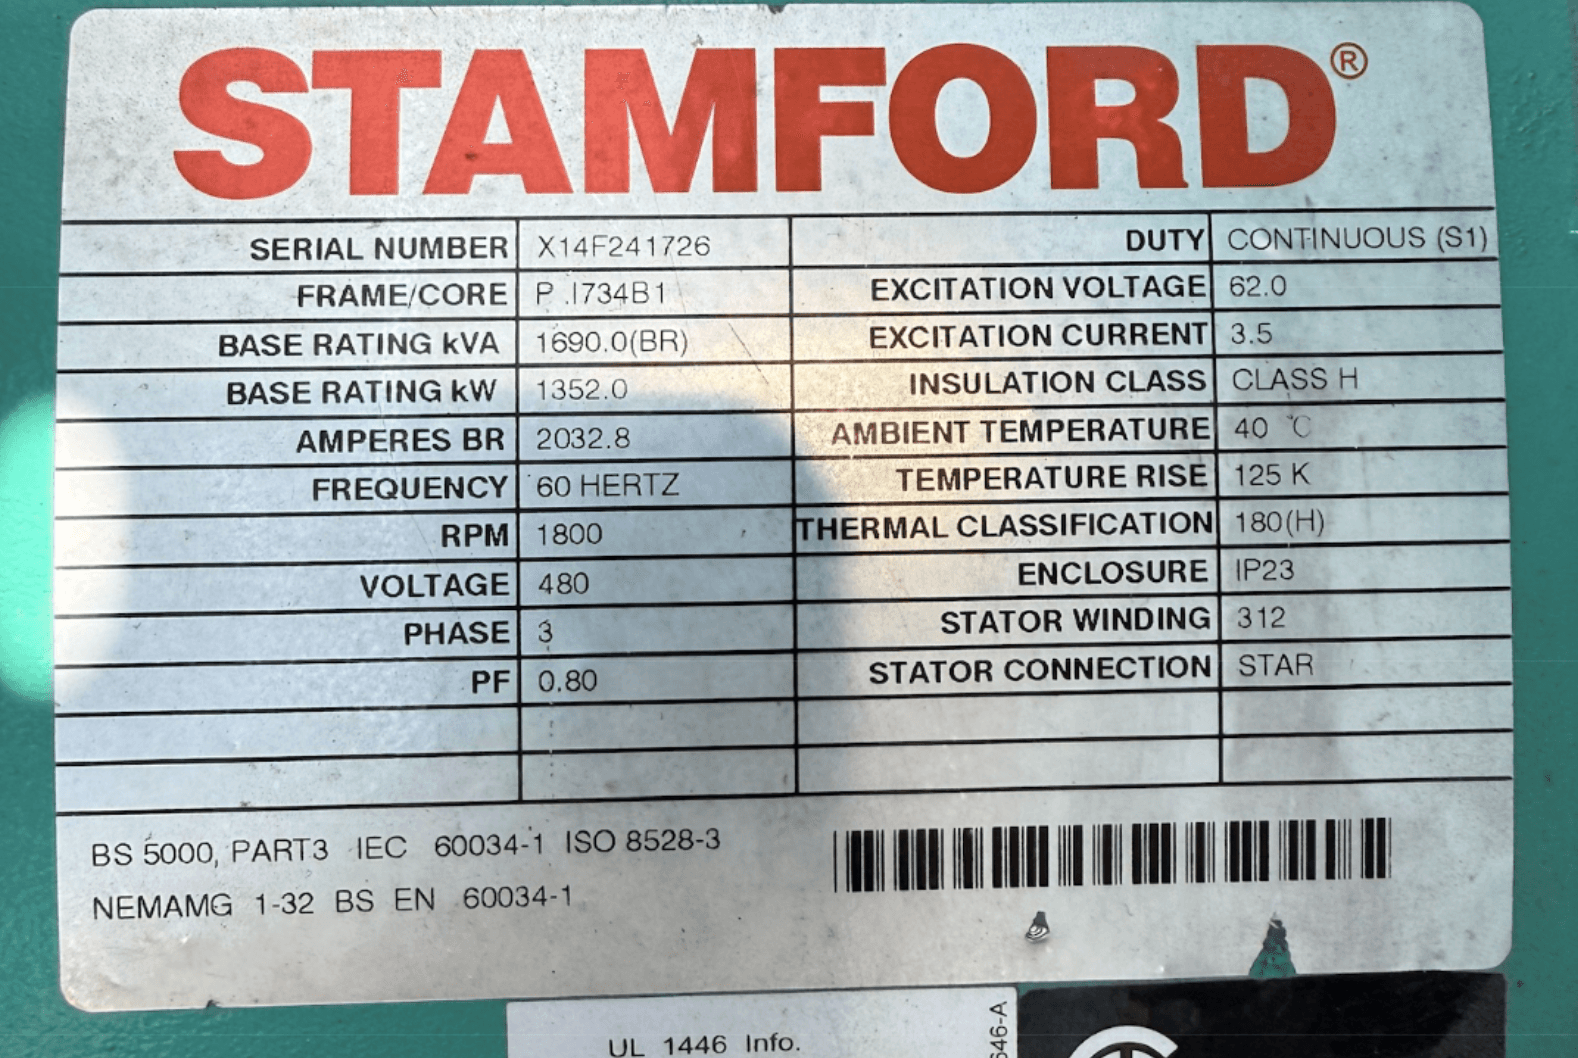 STAMFORD®
SERIAL NUMBER X14F241726 DUTY CONTINUOUS (S1)
FRAME/CORE P .I734B1 EXCITATION VOLTAGE 62.0
BASE RATING kVA 1690.0(BR) EXCITATION CURRENT 3.5
BASE RATING kW 1352.0 INSULATION CLASS CLASS H
AMPERES BR 2032.8 AMBIENT TEMPERATURE 40 °C
FREQUENCY 60 HERTZ TEMPERATURE RISE 125 K
RPM 1800 THERMAL CLASSIFICATION 180(H)
VOLTAGE 480 ENCLOSURE IP23
PHASE 3 STATOR WINDING 312
PF 0.80 STATOR CONNECTION STAR
BS 5000, PART3 IEC 60034-1 ISO 8528-3
NEMAMG 1-32 BS EN 60034-1
UL 1446 Info.